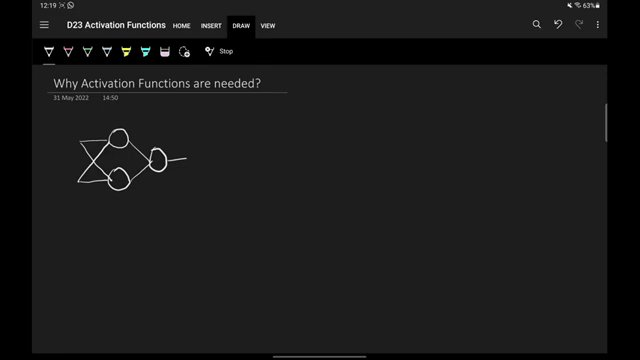 12:19 63%
D23 Activation Functions HOME INSERT DRAW VIEW
Stop
Why Activation Functions are needed?
31 May 2022 14:50